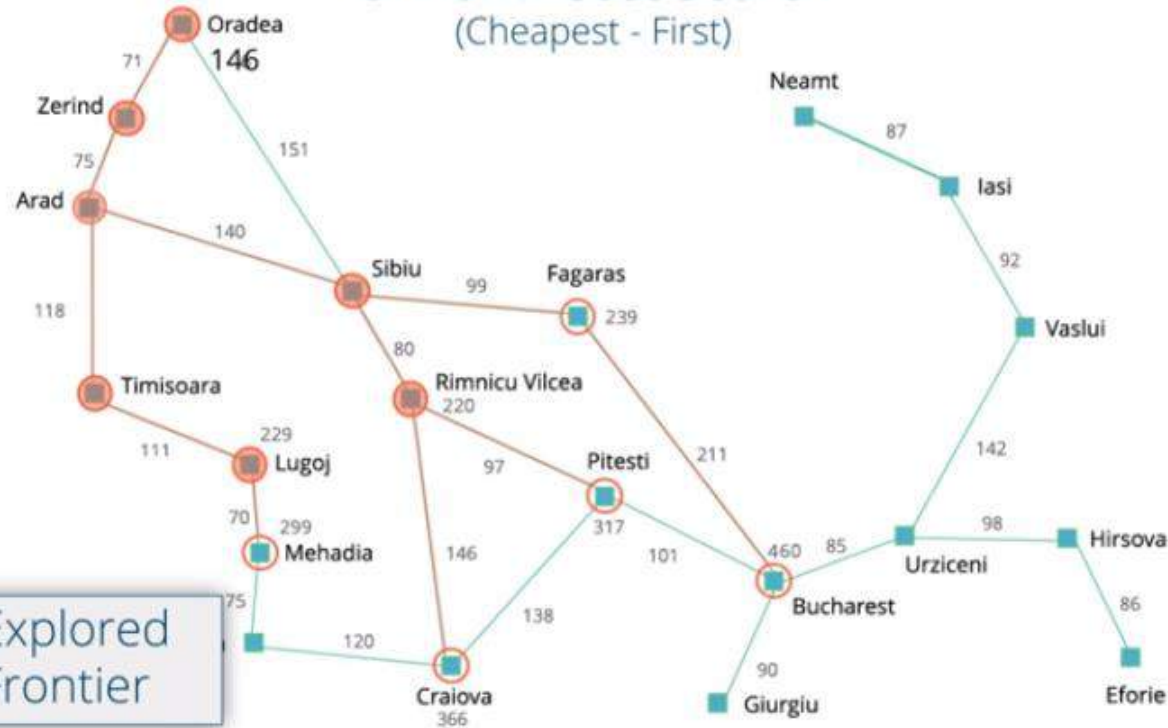 (Cheapest - First)
Oradea
146
71
Neamt
Zerind
87
151
75
Iasi
Arad
140
Sibiu
Fagaras
92
99
239
118
Vaslui
80
Timisoara
Rimnicu Vilcea
220
229
111
211
142
Lugoj
97
Pitesti
70
299
317
98
Hirsova
Mehadia
146
101
460
85
Urziceni
Bucharest
75
138
86
Explored
120
Frontier
90
Craiova
Giurgiu
Eforie
366